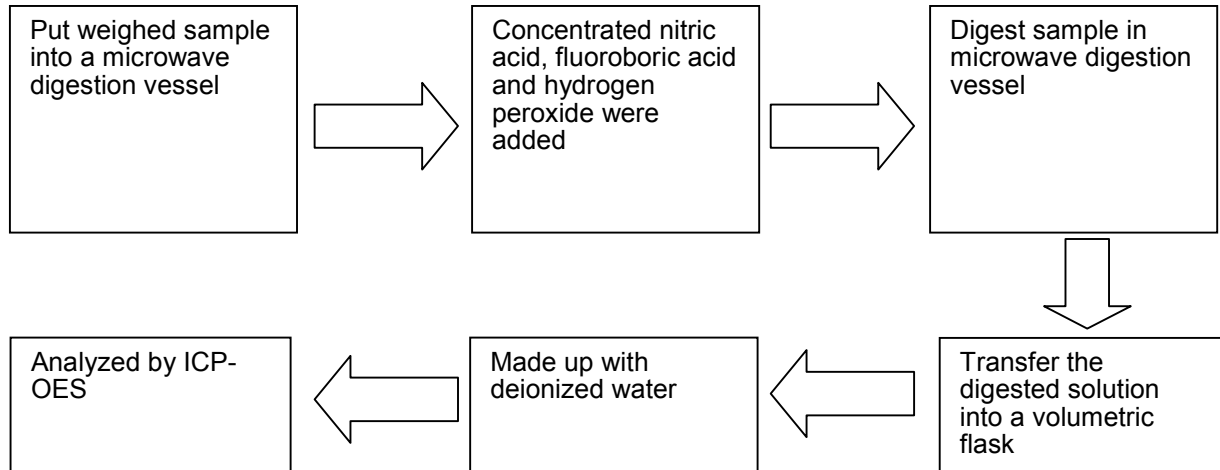 Put weighed sample
into a microwave
digestion vessel
Concentrated nitric
acid, fluoroboric acid
and hydrogen
peroxide were
added
Digest sample in
microwave digestion
vessel
Transfer the
digested solution
into a volumetric
flask
Made up with
deionized water
Analyzed by ICP-
OES